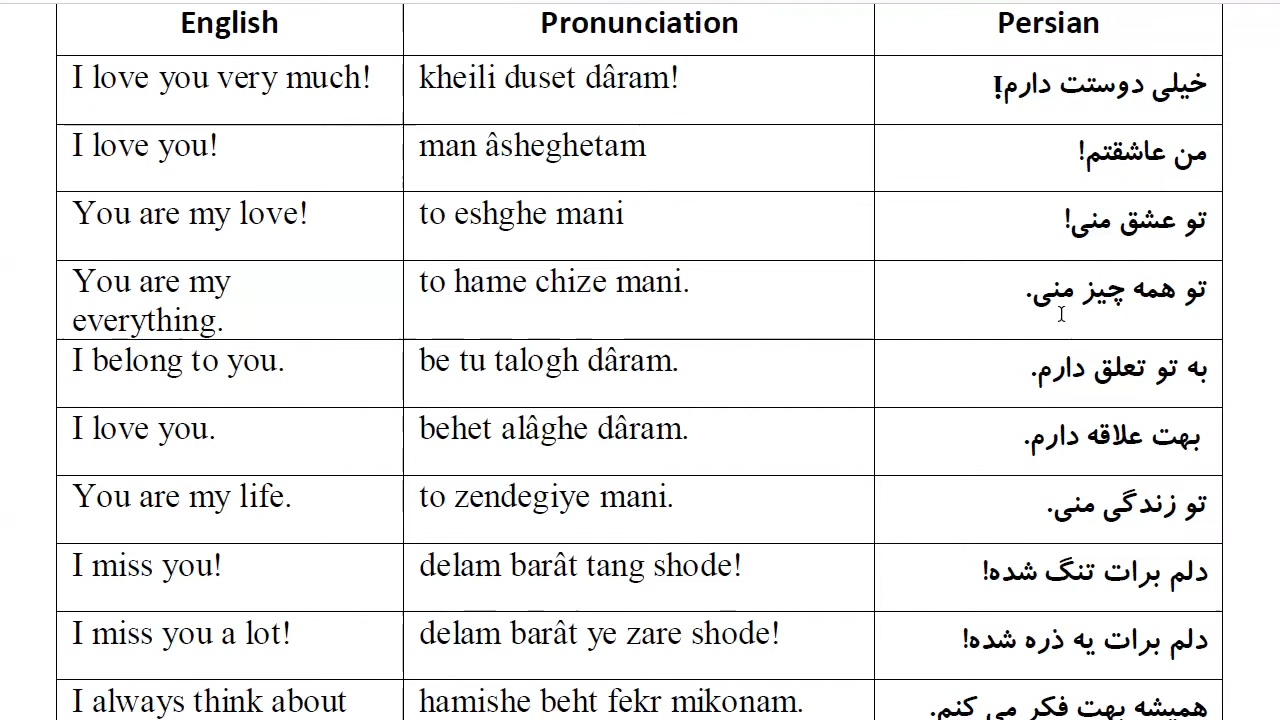 English Pronunciation Persian
I love you very much! kheili duset dâram! خیلی دوستت دارم!
I love you! man âsheghetam من عاشقتم!
You are my love! to eshghe mani تو عشق منی!
You are my to hame chize mani. تو همه چیز منی.
everything.
I belong to you. be tu talogh dâram. به تو تعلق دارم.
I love you. behet alâghe dâram. بهت علاقه دارم.
You are my life. to zendegiye mani. تو زندگی منی.
I miss you! delam barât tang shode! دلم برات تنگ شده!
I miss you a lot! delam barât ye zare shode! دلم برات یه ذره شده!
I always think about hamishe beht fekr mikonam. همیشه بهت فکر می کنم.